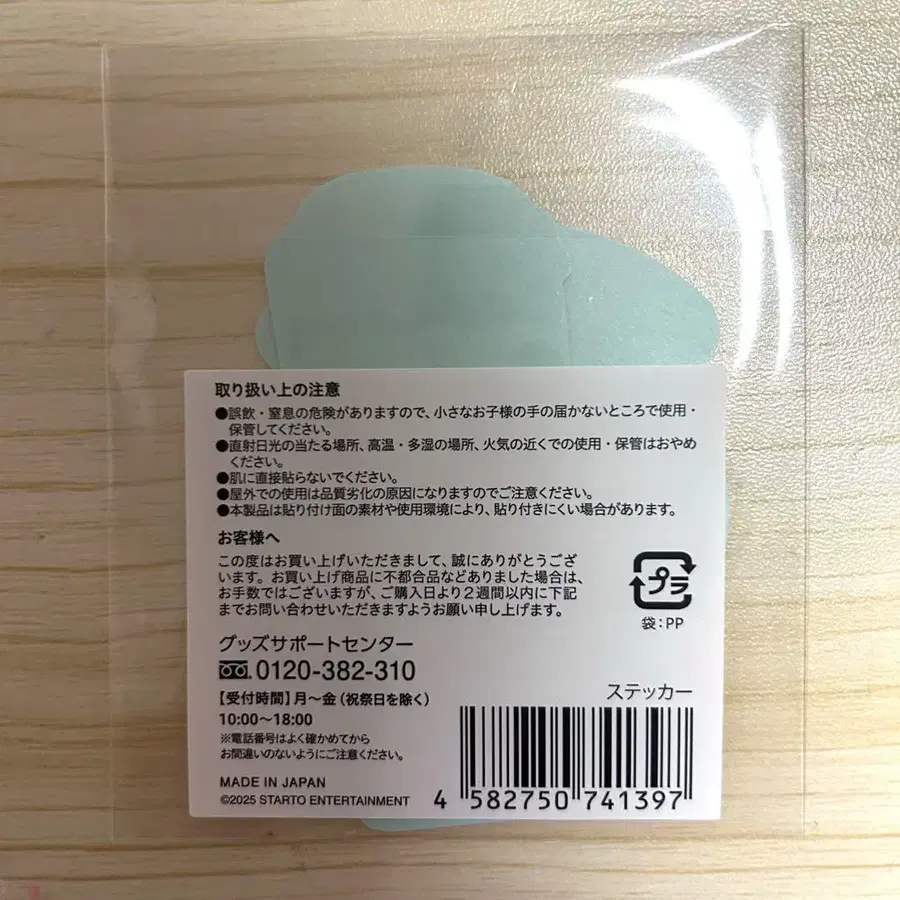 取り扱い上の注意
●誤飲・窒息の危険がありますので、小さなお子様の手の届かないところで使用・
保管してください。
●直射日光の当たる場所、高温・多湿の場所、火気の近くでの使用・保管はおやめ
ください。
●肌に直接貼らないでください。
●屋外での使用は品質劣化の原因になりますのでご注意ください。
●本製品は貼り付け面の素材や使用環境により、貼り付きにくい場合があります。
お客様へ
この度はお買い上げいただきまして、誠にありがとうござ
います。お買い上げ商品に不都合品などありました場合は、
お手数ではございますが、ご購入日より2週間以内に下記
までお問い合わせいただきますようお願い申し上げます。
プラ
袋：PP
グッズサポートセンター
0120-382-310
【受付時間】月～金（祝祭日を除く）
10:00～18:00
※電話番号はよく確かめてから
お間違いのないようにご注意ください。
MADE IN JAPAN
©2025 STARTO ENTERTAINMENT
ステッカー
4 582750 741397